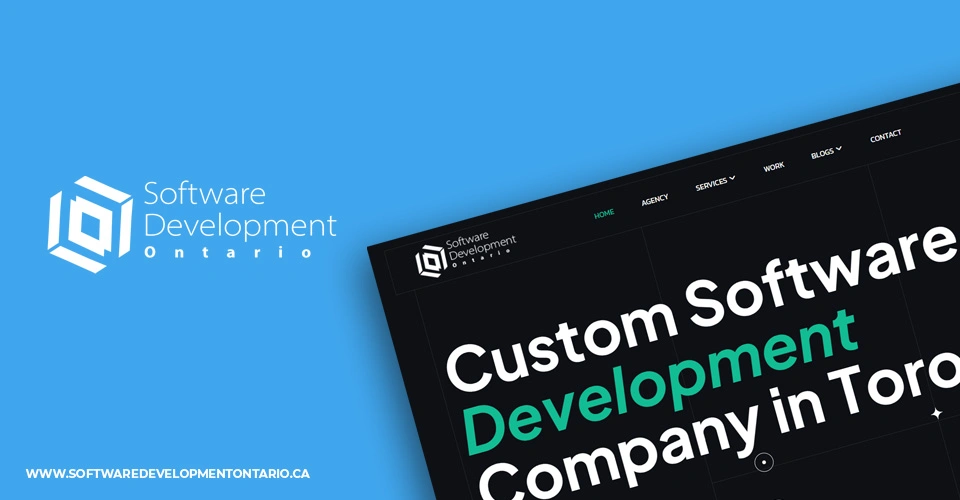 Software
Development
Ontario
WWW.SOFTWAREDEVELOPMENTONTARIO.CA
Software
Development
Ontario
HOME AGENCY SERVICES WORK BLOGS CONTACT
Custom Software
Development
Company in Toro